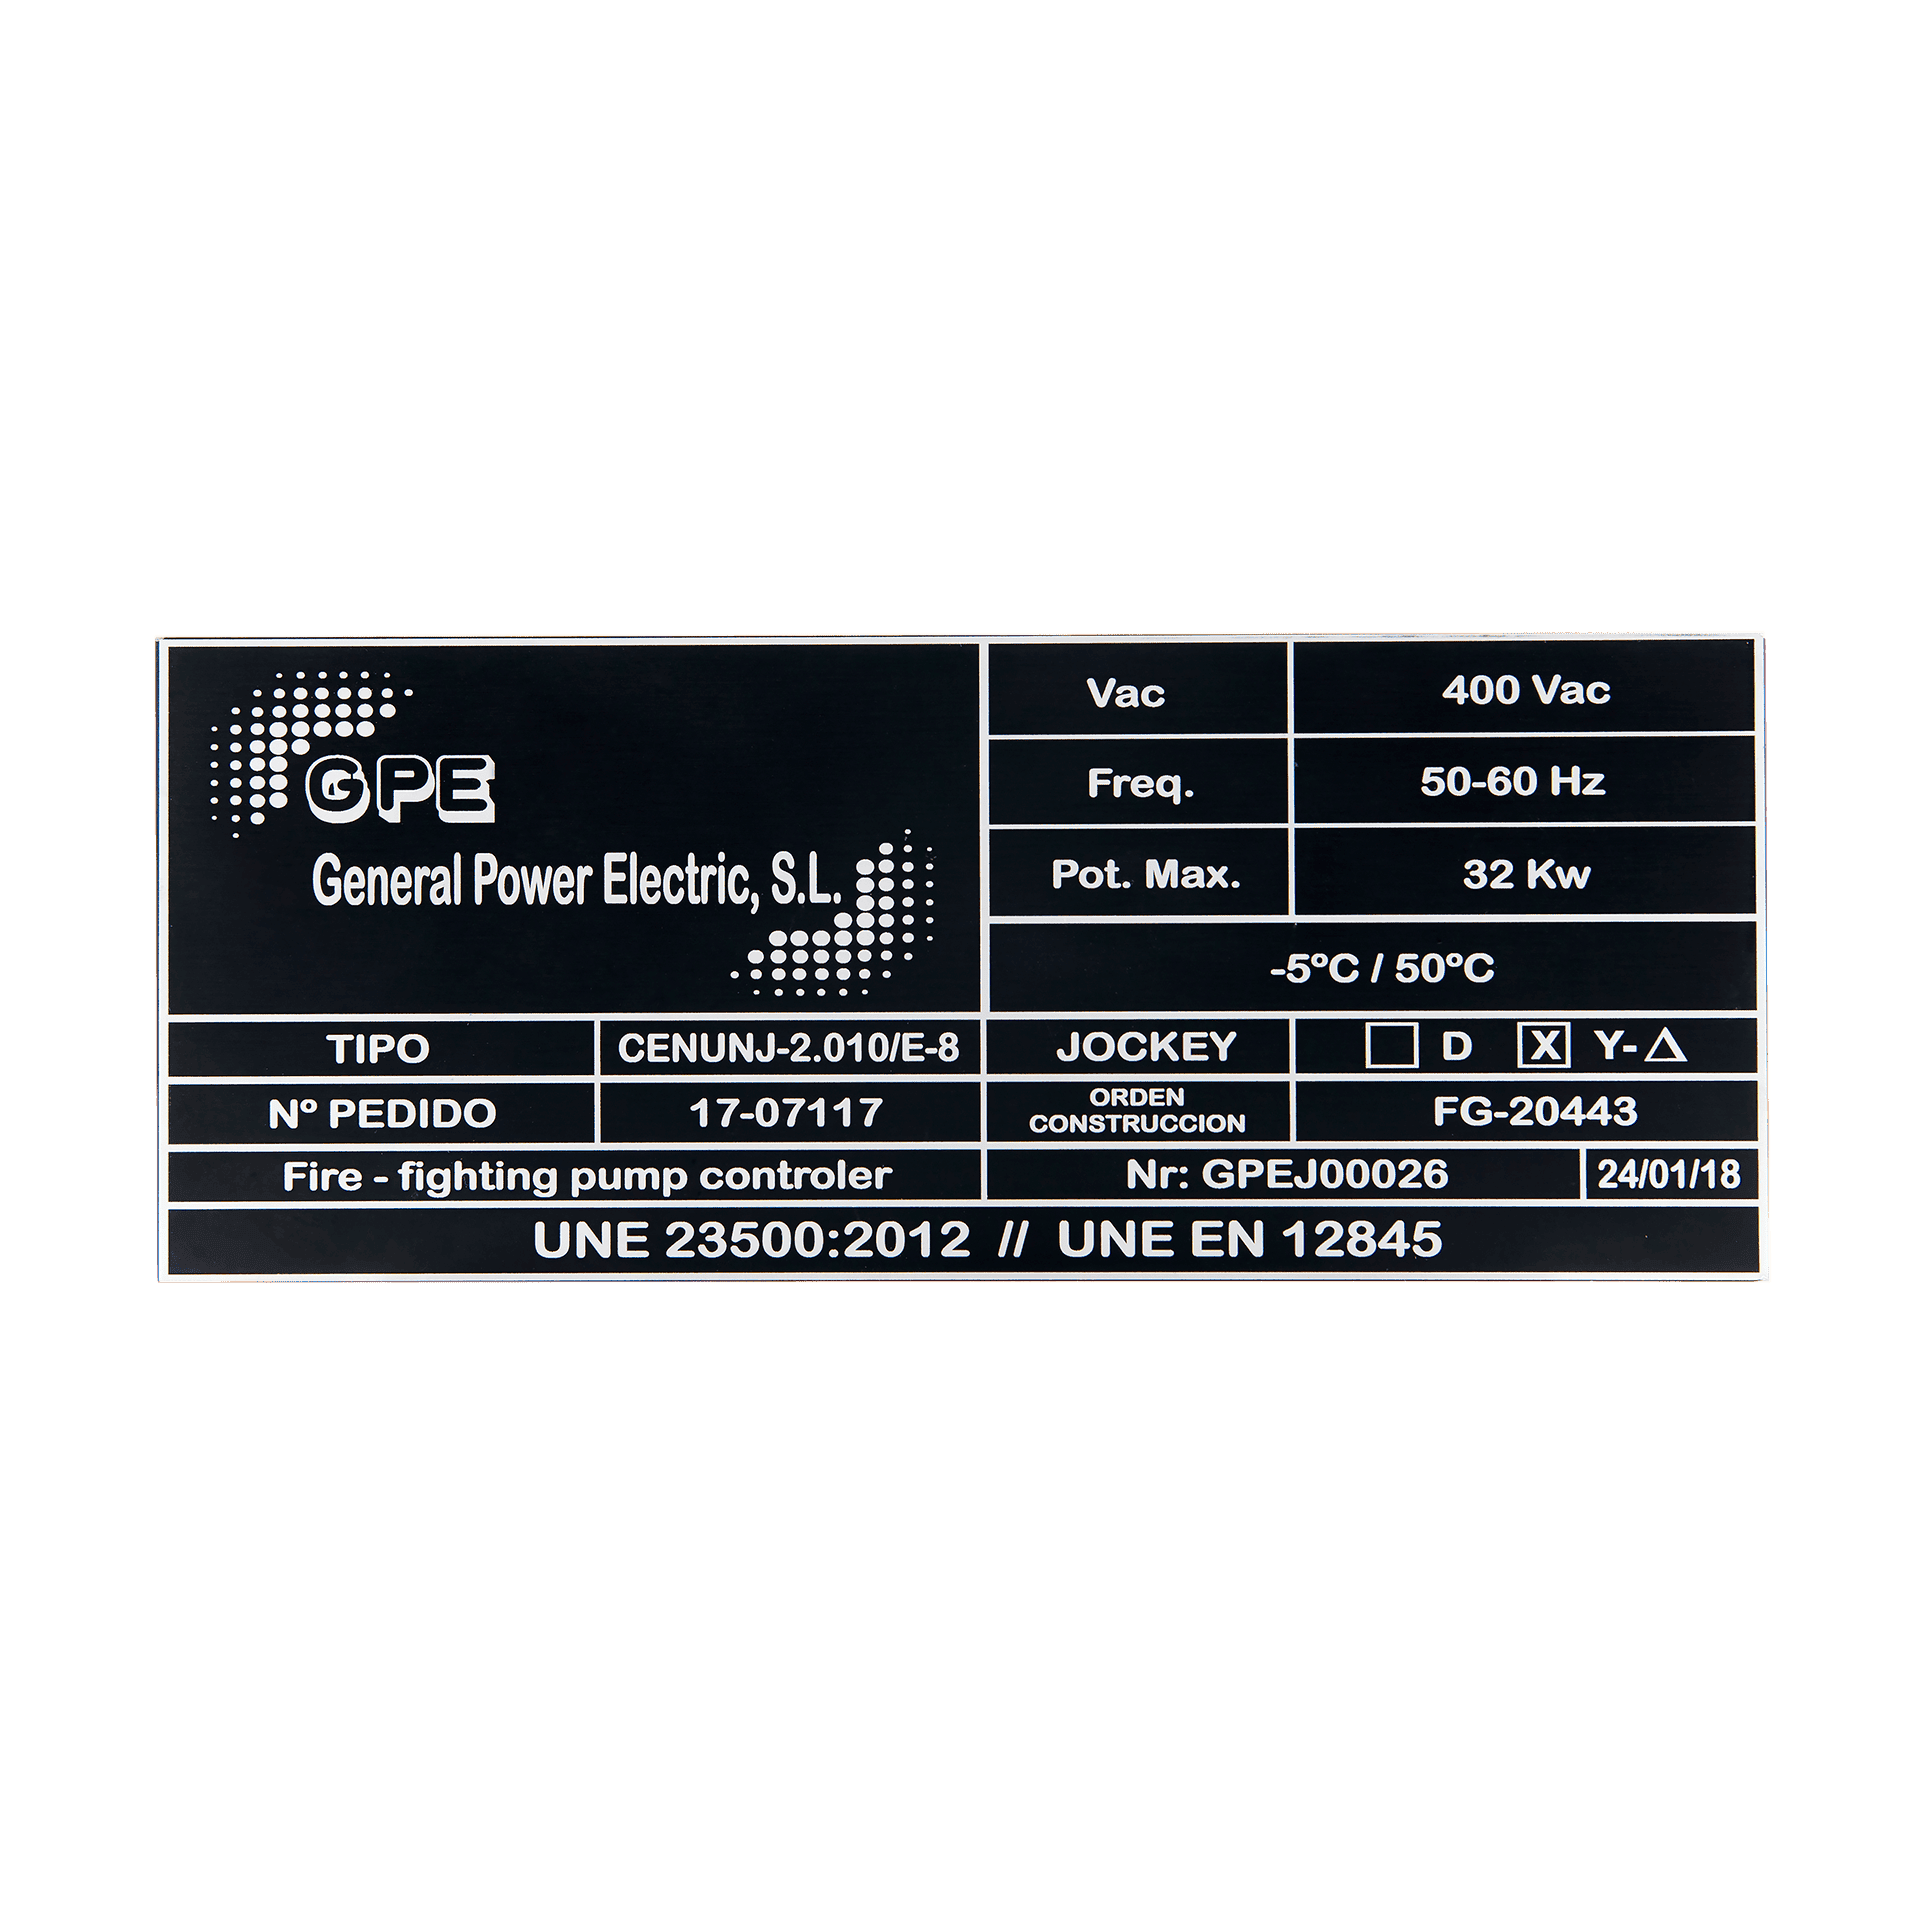 GPE
General Power Electric, S.L.
Vac 400 Vac
Freq. 50-60 Hz
Pot. Max. 32 Kw
-5ºC / 50ºC
TIPO CENUNJ-2.010/E-8 JOCKEY D X Y-△
Nº PEDIDO 17-07117 ORDEN
CONSTRUCCION FG-20443
Fire - fighting pump controler Nr: GPEJ00026 24/01/18
UNE 23500:2012 // UNE EN 12845